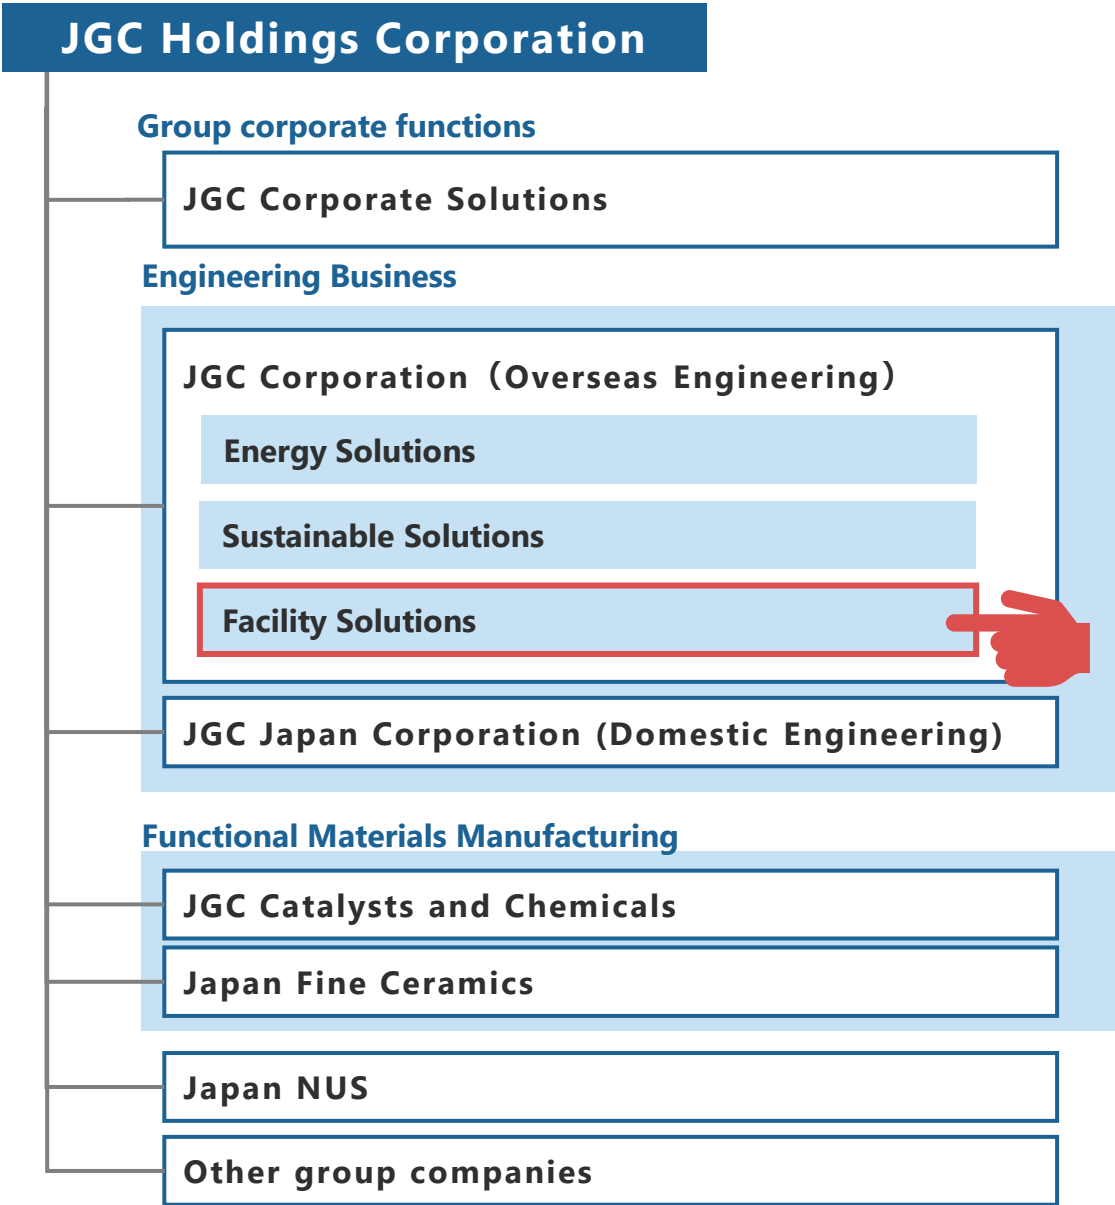 JGC Holdings Corporation
Group corporate functions
JGC Corporate Solutions
Engineering Business
JGC Corporation（Overseas Engineering）
Energy Solutions
Sustainable Solutions
Facility Solutions
JGC Japan Corporation (Domestic Engineering)
Functional Materials Manufacturing
JGC Catalysts and Chemicals
Japan Fine Ceramics
Japan NUS
Other group companies